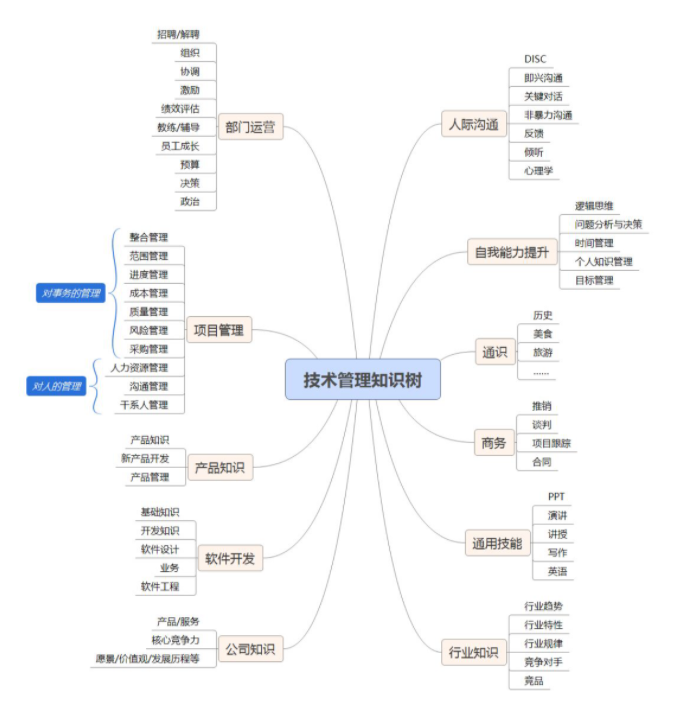 技术管理知识树
部门运营
招聘/解聘
组织
协调
激励
绩效评估
教练/辅导
员工成长
预算
决策
政治
项目管理
对事务的管理
整合管理
范围管理
进度管理
成本管理
质量管理
风险管理
采购管理
对人的管理
人力资源管理
沟通管理
干系人管理
产品知识
产品知识
新产品开发
产品管理
软件开发
基础知识
开发知识
软件设计
业务
软件工程
公司知识
产品/服务
核心竞争力
愿景/价值观/发展历程等
人际沟通
DISC
即兴沟通
关键对话
非暴力沟通
反馈
倾听
心理学
自我能力提升
逻辑思维
问题分析与决策
时间管理
个人知识管理
目标管理
通识
历史
美食
旅游
......
商务
推销
谈判
项目跟踪
合同
通用技能
PPT
演讲
讲授
写作
英语
行业知识
行业趋势
行业特性
行业规律
竞争对手
竞品